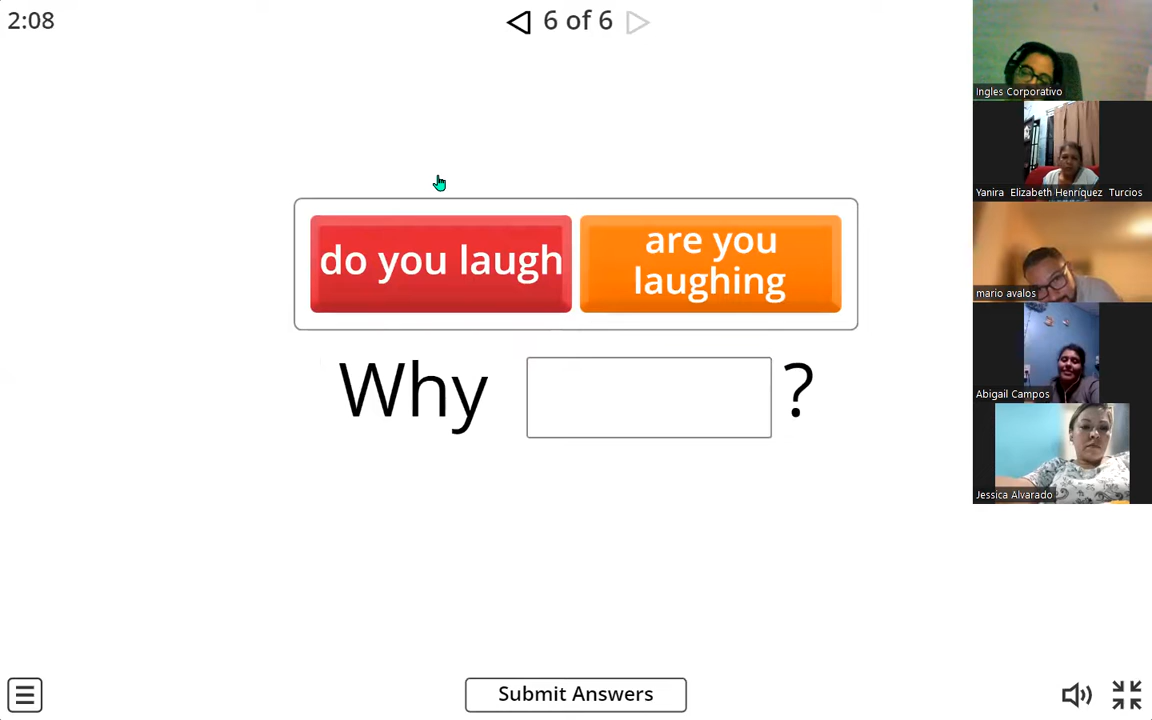 2:08
6 of 6
do you laugh
are you
laughing
Why
?
Submit Answers
Ingles Corporativo
Yanira Elizabeth Henríquez Turcios
mario avalos
Abigail Campos
Jessica Alvarado